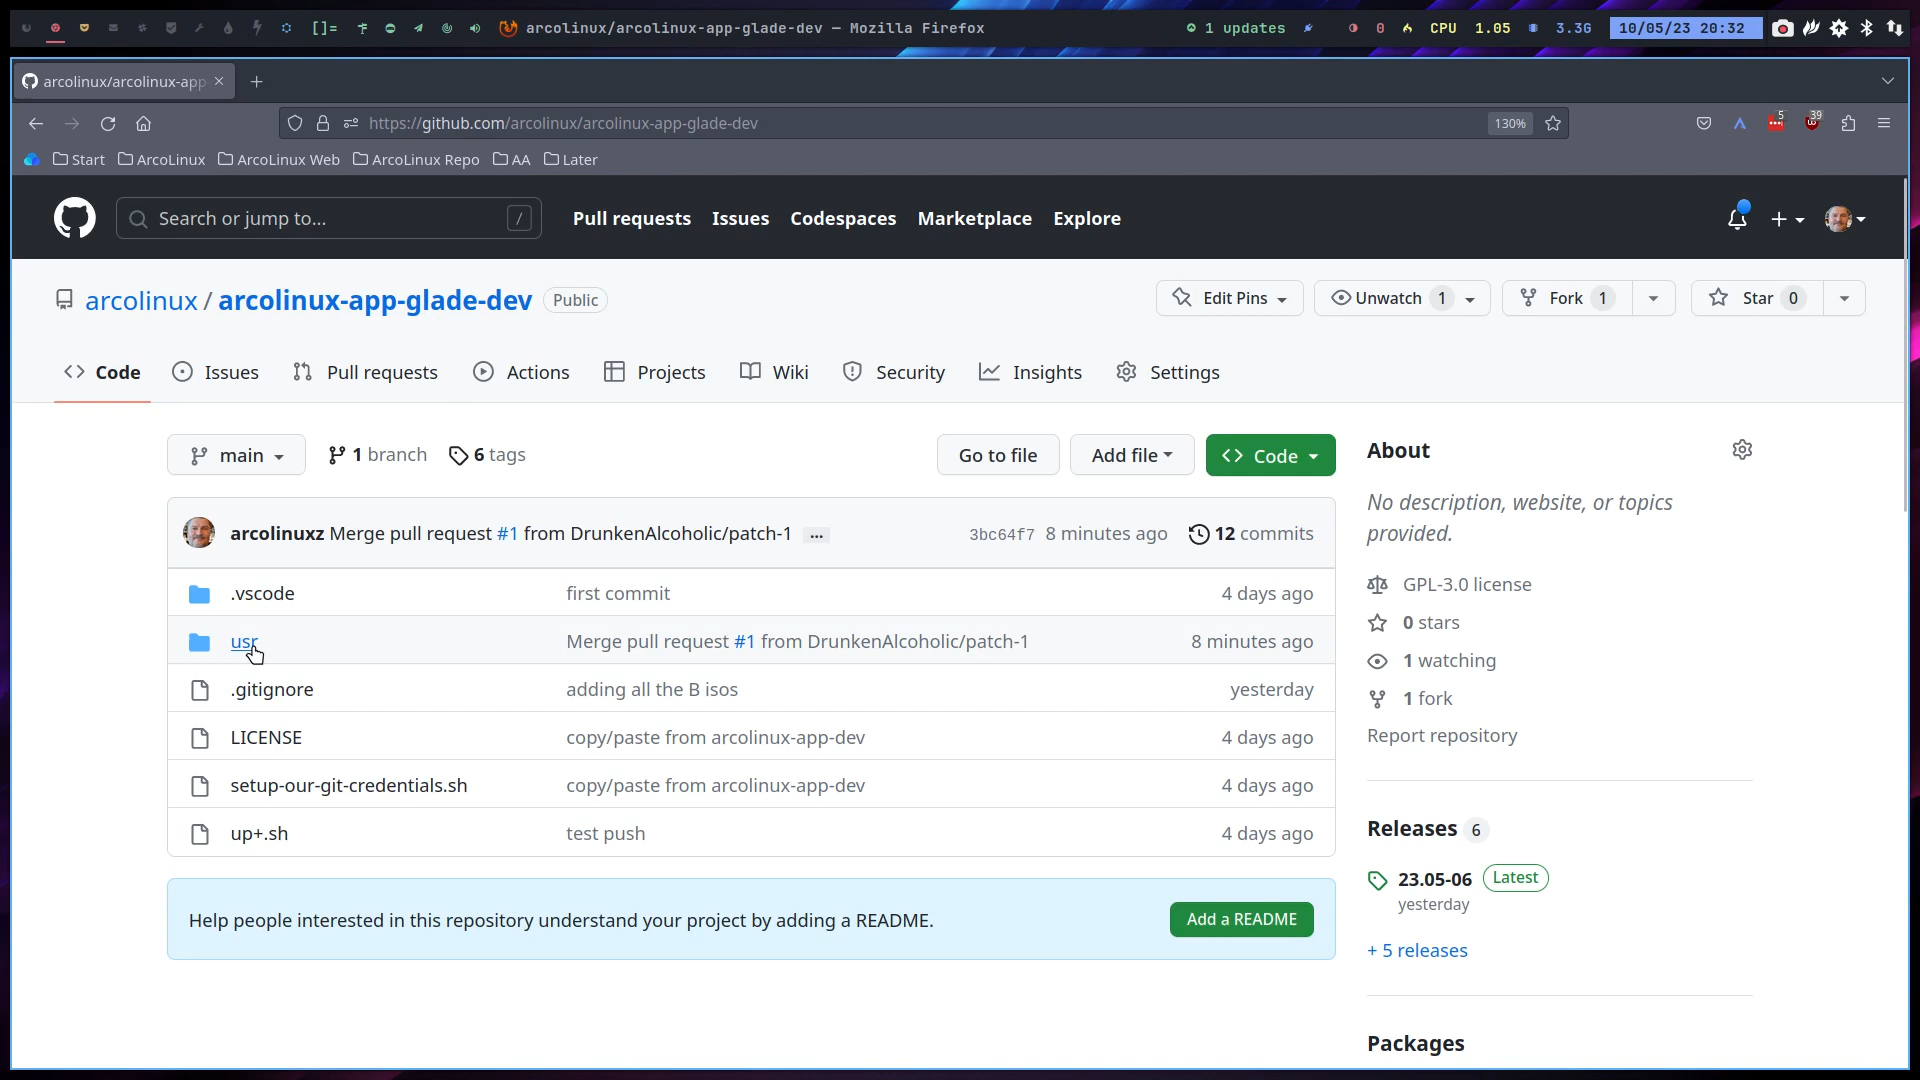 []=
arcolinux/arcolinux-app-glade-dev — Mozilla Firefox
1 updates
0
CPU 1.05
3.3G
10/05/23 20:32
arcolinux/arcolinux-app
https://github.com/arcolinux/arcolinux-app-glade-dev
130%
5
39
Start
ArcoLinux
ArcoLinux Web
ArcoLinux Repo
AA
Later
Search or jump to...
/
Pull requests
Issues
Codespaces
Marketplace
Explore
arcolinux / arcolinux-app-glade-dev
Public
Edit Pins
Unwatch 1
Fork 1
Star 0
Code
Issues
Pull requests
Actions
Projects
Wiki
Security
Insights
Settings
main
1 branch
6 tags
Go to file
Add file
Code
arcolinuxz Merge pull request #1 from DrunkenAlcoholic/patch-1 ...
3bc64f7 8 minutes ago
12 commits
.vscode
first commit
4 days ago
usr
Merge pull request #1 from DrunkenAlcoholic/patch-1
8 minutes ago
.gitignore
adding all the B isos
yesterday
LICENSE
copy/paste from arcolinux-app-dev
4 days ago
setup-our-git-credentials.sh
copy/paste from arcolinux-app-dev
4 days ago
up+.sh
test push
4 days ago
Help people interested in this repository understand your project by adding a README.
Add a README
About
No description, website, or topics
provided.
GPL-3.0 license
0 stars
1 watching
1 fork
Report repository
Releases 6
23.05-06
Latest
yesterday
+ 5 releases
Packages